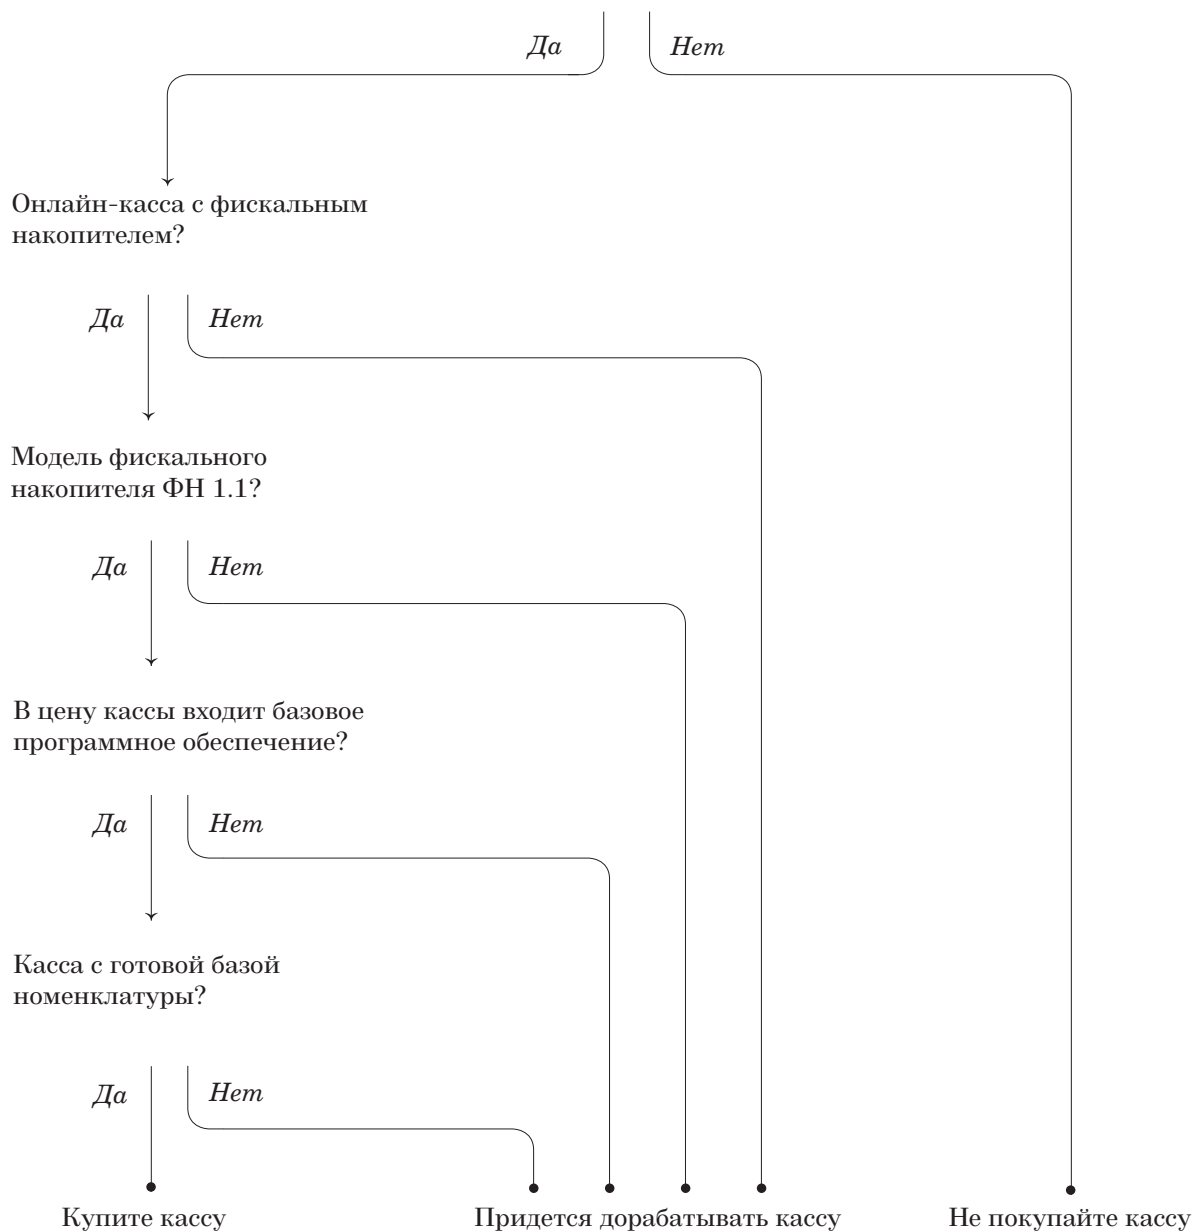 Да
Нет
Онлайн-касса с фискальным
накопителем?
Да
Нет
Модель фискального
накопителя ФН 1.1?
Да
Нет
В цену кассы входит базовое
программное обеспечение?
Да
Нет
Касса с готовой базой
номенклатуры?
Да
Нет
Купите кассу
Придется дорабатывать кассу
Не покупайте кассу